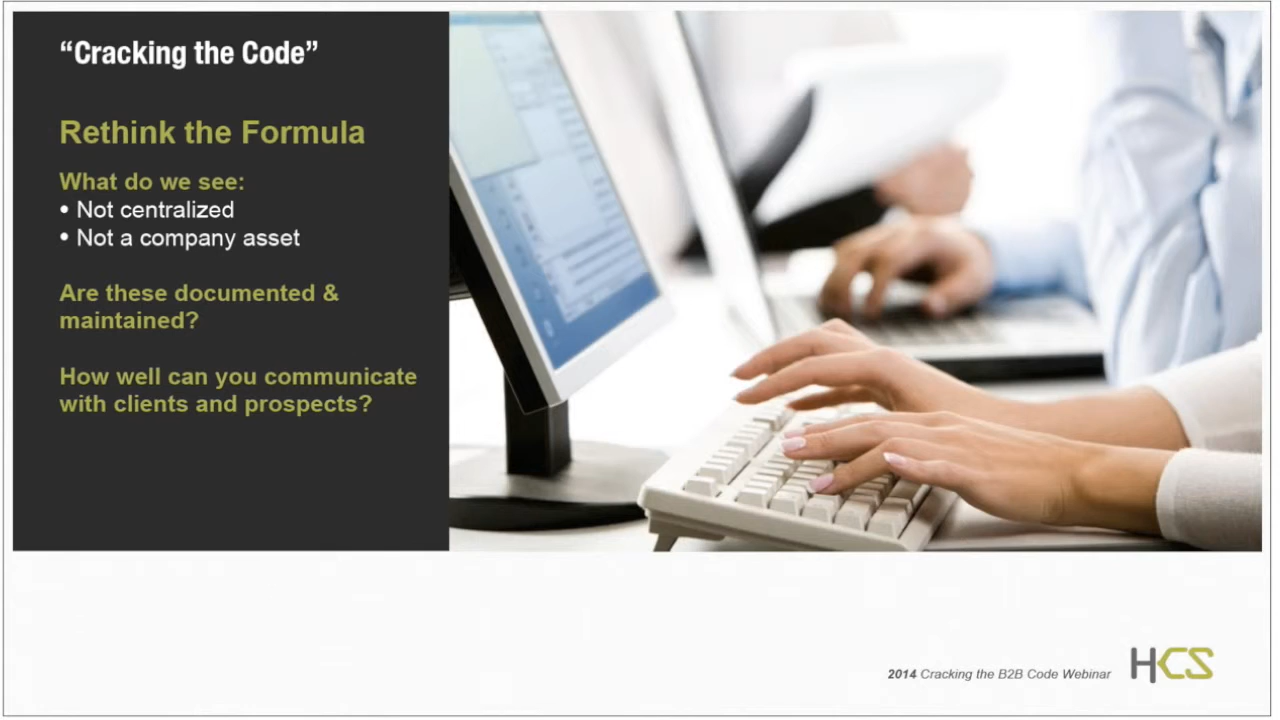 “Cracking the Code”
Rethink the Formula
What do we see:
• Not centralized
• Not a company asset
Are these documented &
maintained?
How well can you communicate
with clients and prospects?
2014 Cracking the B2B Code Webinar
HCS